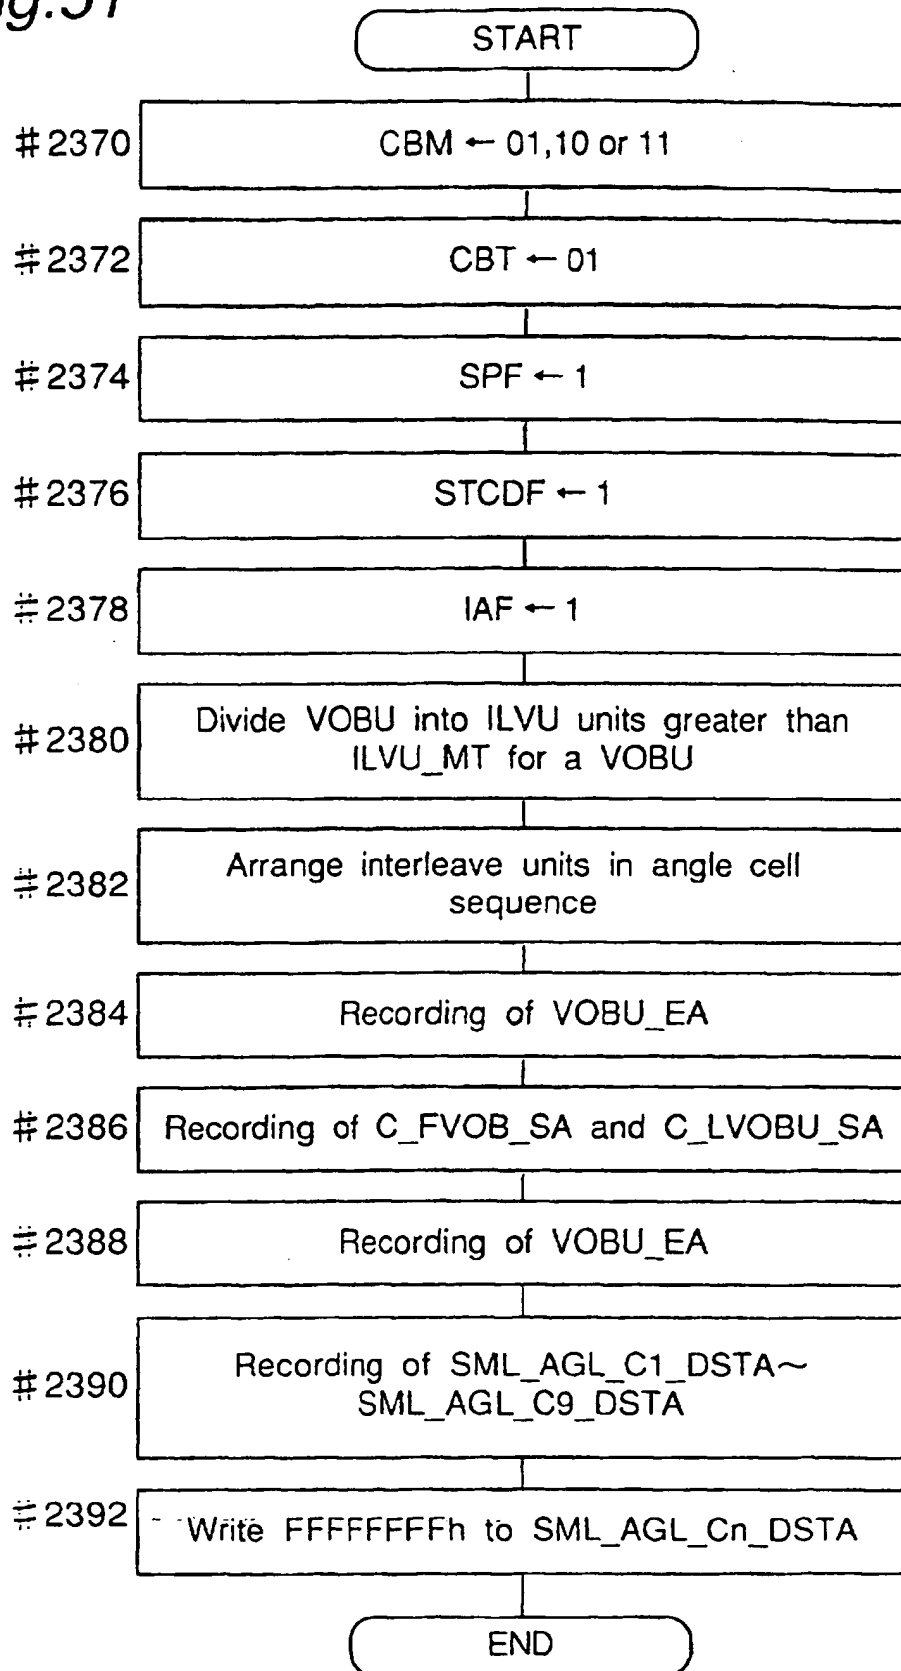 START
#2370 CBM ← 01,10 or 11
#2372 CBT ← 01
#2374 SPF ← 1
#2376 STCDF ← 1
#2378 IAF ← 1
#2380 Divide VOBU into ILVU units greater than
ILVU_MT for a VOBU
#2382 Arrange interleave units in angle cell
sequence
#2384 Recording of VOBU_EA
#2386 Recording of C_FVOB_SA and C_LVOBU_SA
#2388 Recording of VOBU_EA
#2390 Recording of SML_AGL_C1_DSTA~
SML_AGL_C9_DSTA
#2392 Write FFFFFFFFh to SML_AGL_Cn_DSTA
END